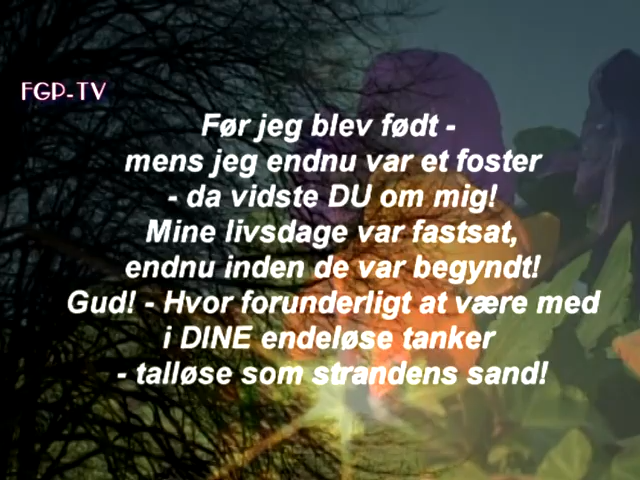 FGP-TV
Før jeg blev født -
mens jeg endnu var et foster
- da vidste DU om mig!
Mine livsdage var fastsat,
endnu inden de var begyndt!
Gud! - Hvor forunderligt at være med
i DINE endeløse tanker
- talløse som strandens sand!